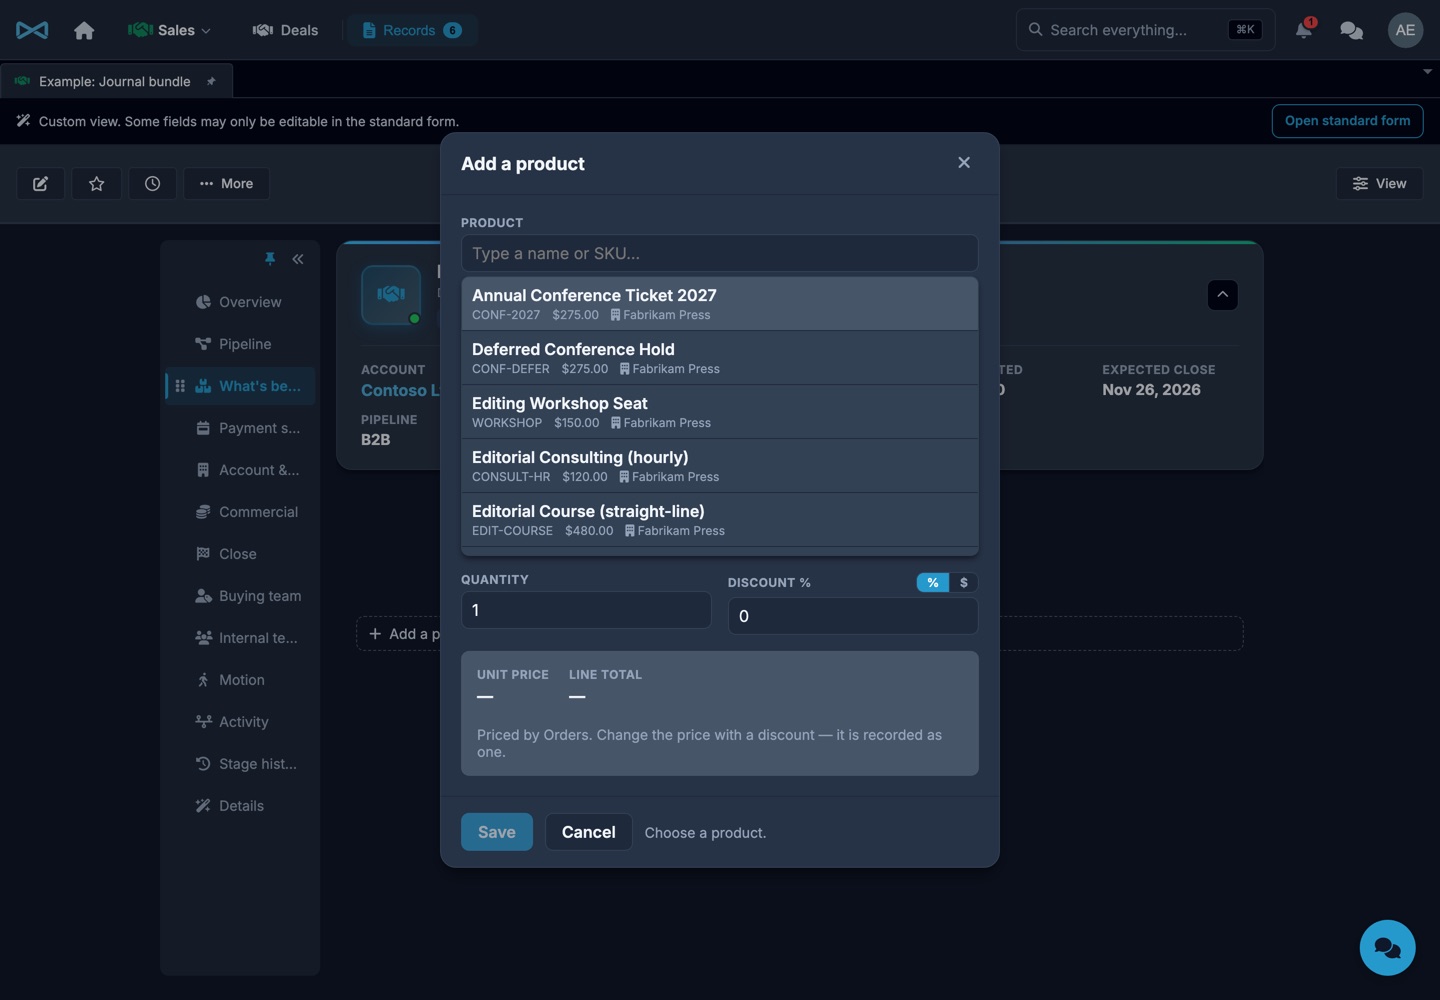 Sales
Deals
Records 6
Search everything...
⌘K
1
AE
Example: Journal bundle
Custom view. Some fields may only be editable in the standard form.
Open standard form
More
View
Overview
Pipeline
What's be...
Payment s...
Account &...
Commercial
Close
Buying team
Internal te...
Motion
Activity
Stage hist...
Details
ACCOUNT
Contoso L
PIPELINE
B2B
TED
EXPECTED CLOSE
Nov 26, 2026
+ Add a p
Add a product
PRODUCT
Type a name or SKU...
Annual Conference Ticket 2027
CONF-2027 $275.00 Fabrikam Press
Deferred Conference Hold
CONF-DEFER $275.00 Fabrikam Press
Editing Workshop Seat
WORKSHOP $150.00 Fabrikam Press
Editorial Consulting (hourly)
CONSULT-HR $120.00 Fabrikam Press
Editorial Course (straight-line)
EDIT-COURSE $480.00 Fabrikam Press
QUANTITY
1
DISCOUNT %
% $
0
UNIT PRICE LINE TOTAL
— —
Priced by Orders. Change the price with a discount — it is recorded as
one.
Save
Cancel
Choose a product.